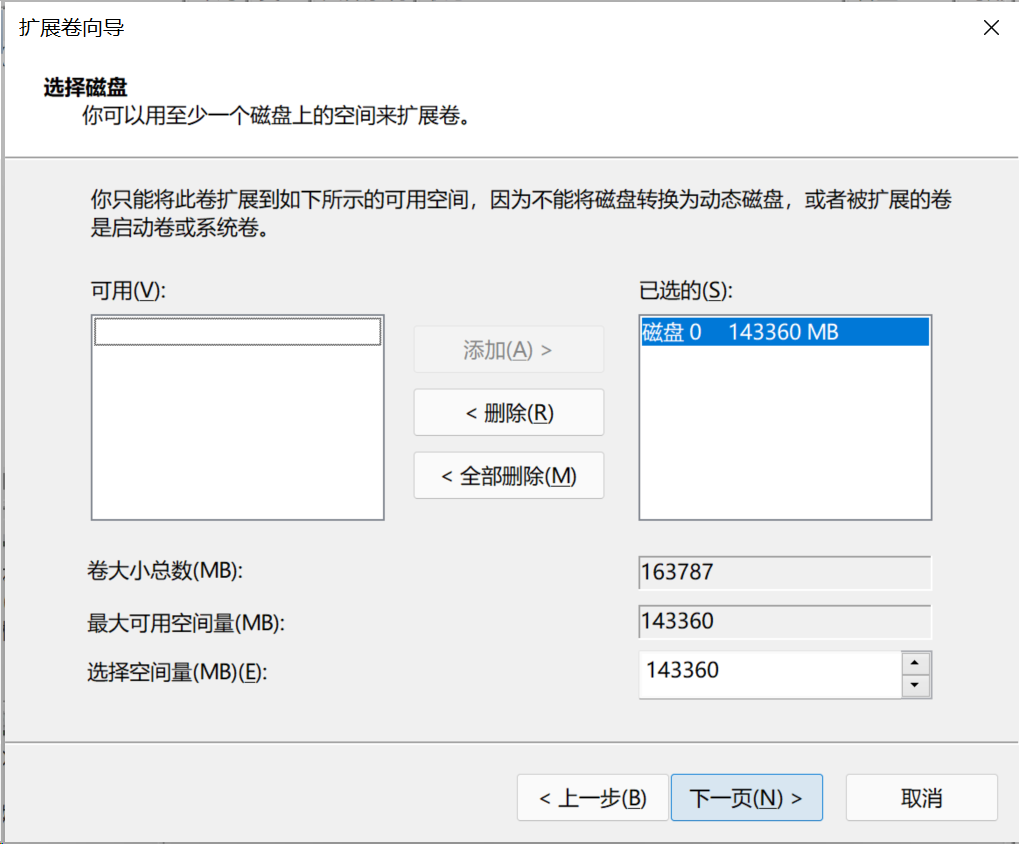 扩展卷向导
选择磁盘
你可以用至少一个磁盘上的空间来扩展卷。
你只能将此卷扩展到如下所示的可用空间，因为不能将磁盘转换为动态磁盘，或者被扩展的卷
是启动卷或系统卷。
可用(V):
已选的(S):
磁盘 0 143360 MB
添加(A) >
< 删除(R)
< 全部删除(M)
卷大小总数(MB): 163787
最大可用空间量(MB): 143360
选择空间量(MB)(E): 143360
< 上一步(B) 下一页(N) > 取消